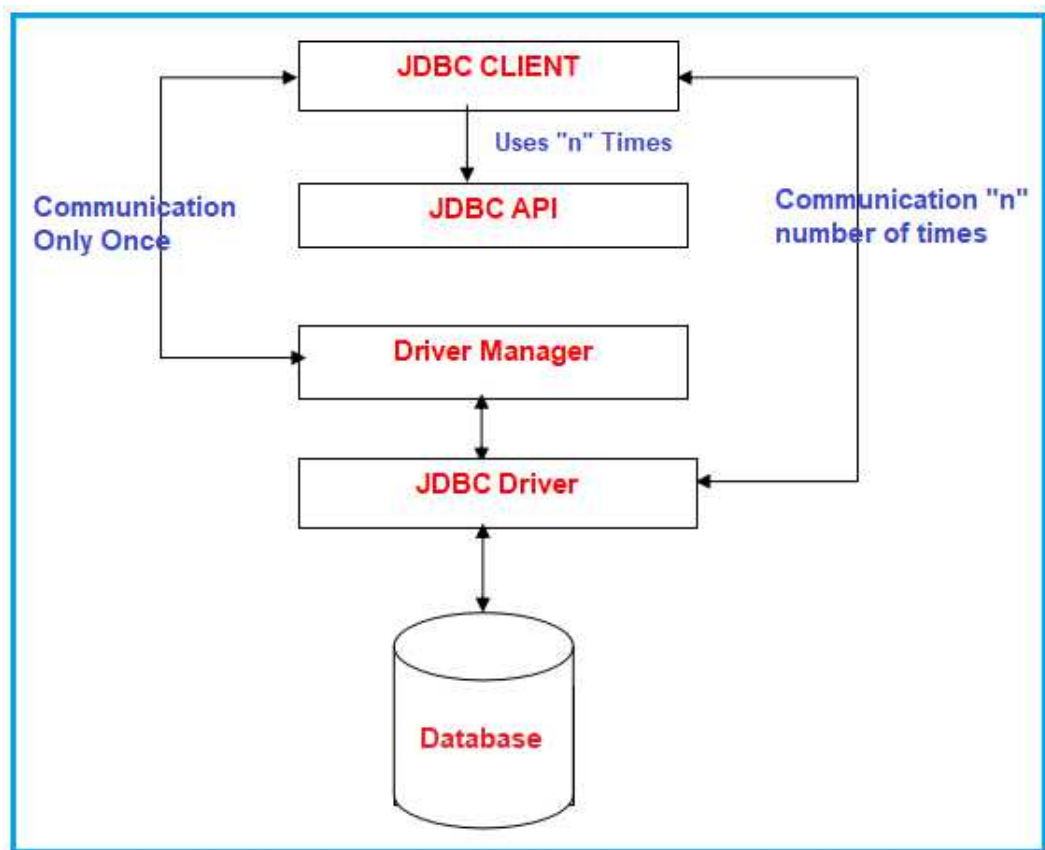 JDBC CLIENT
Uses "n" Times
JDBC API
Communication
Only Once
Communication "n"
number of times
Driver Manager
JDBC Driver
Database